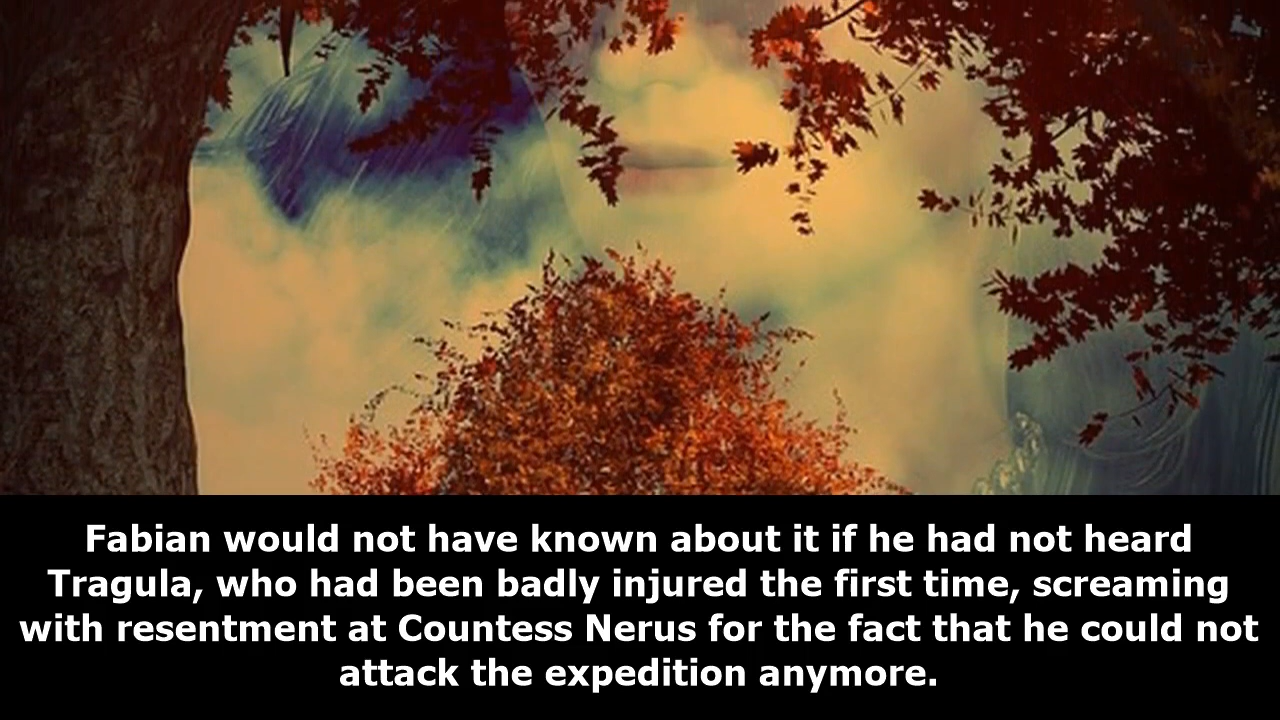 Fabian would not have known about it if he had not heard
Tragula, who had been badly injured the first time, screaming
with resentment at Countess Nerus for the fact that he could not
attack the expedition anymore.